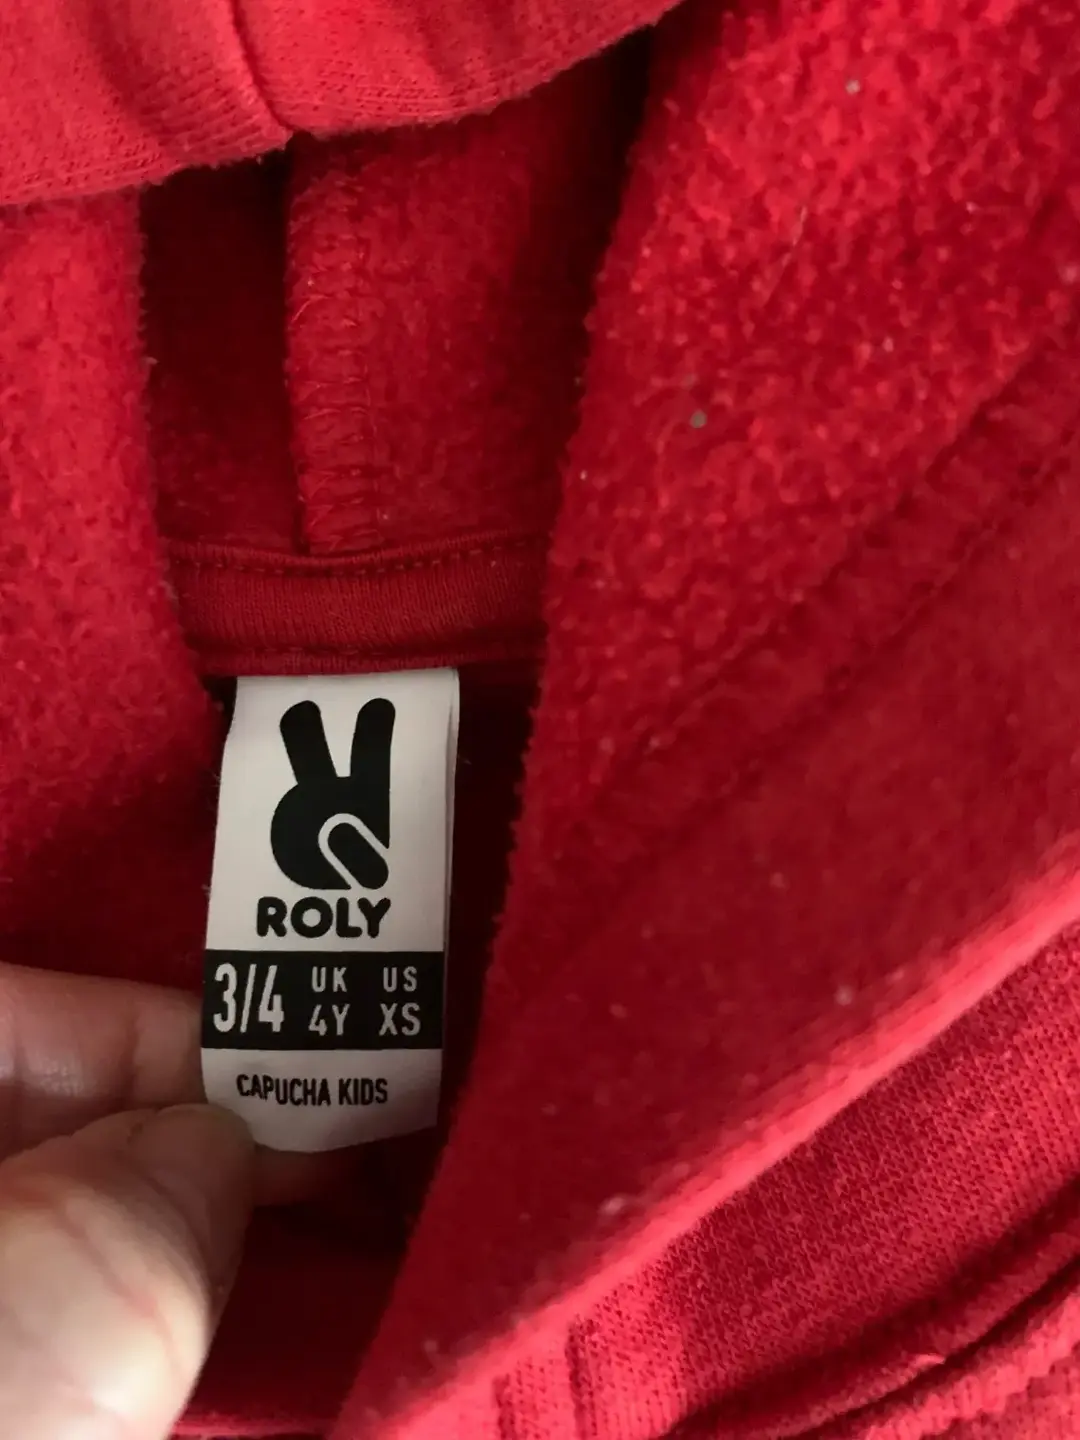 ROLY
3/4 UK US
4Y XS
CAPUCHA KIDS